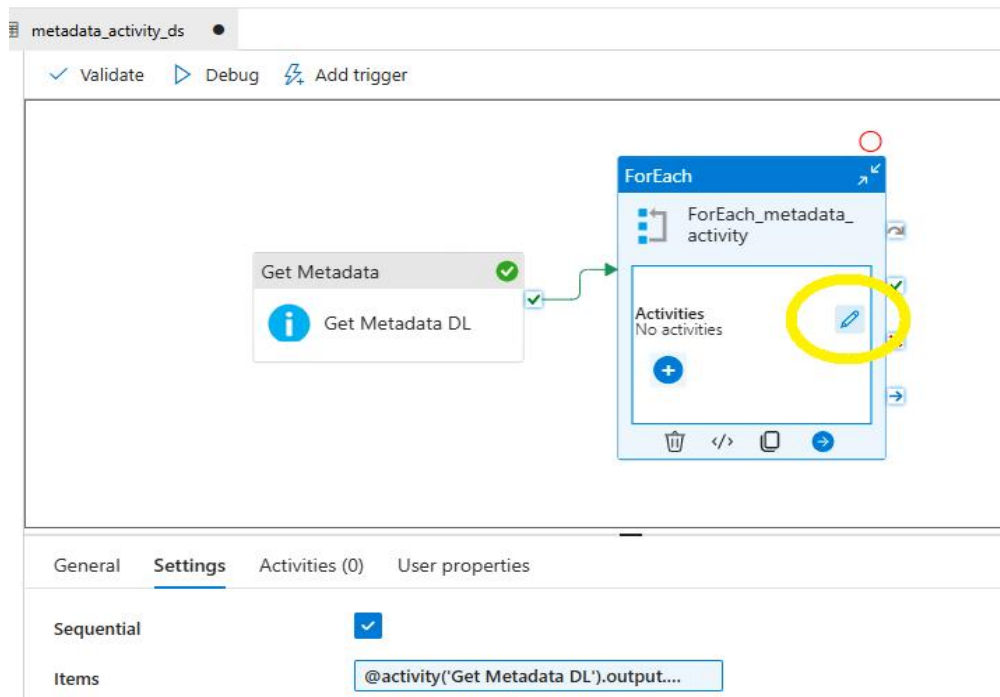 metadata_activity_ds
Validate Debug Add trigger
ForEach
ForEach_metadata_
activity
Get Metadata
Get Metadata DL
Activities
No activities
General Settings Activities (0) User properties
Sequential
Items @activity('Get Metadata DL').output....